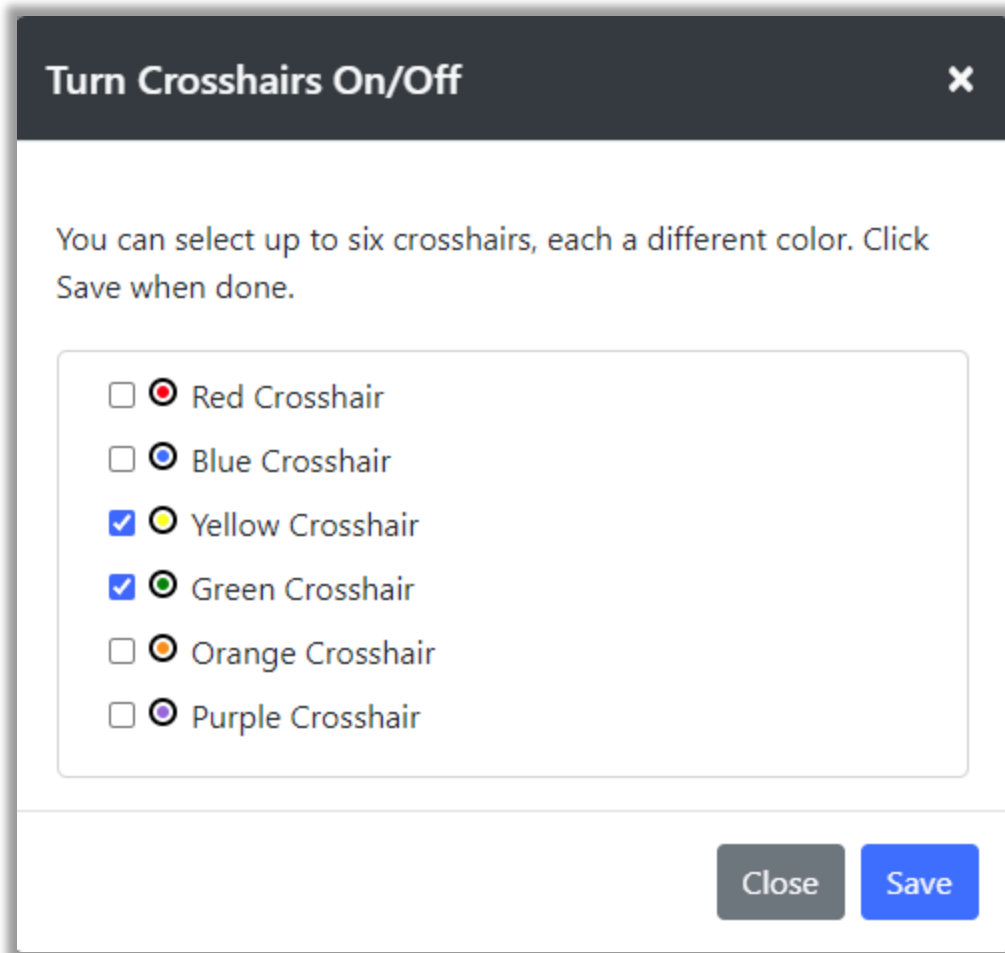 Turn Crosshairs On/Off
You can select up to six crosshairs, each a different color. Click
Save when done.
Red Crosshair
Blue Crosshair
Yellow Crosshair
Green Crosshair
Orange Crosshair
Purple Crosshair
Close Save